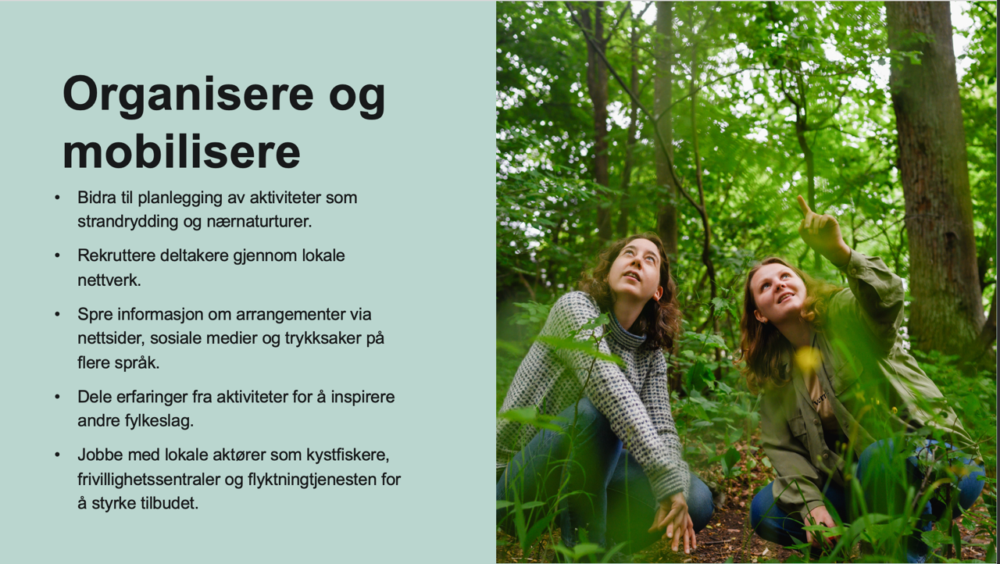 Organisere og
mobilisere
• Bidra til planlegging av aktiviteter som
strandrydding og nærnaturturer.
• Rekruttere deltakere gjennom lokale
nettverk.
• Spre informasjon om arrangementer via
nettsider, sosiale medier og trykksaker på
flere språk.
• Dele erfaringer fra aktiviteter for å inspirere
andre fylkeslag.
• Jobbe med lokale aktører som kystfiskere,
frivillighetssentraler og flyktningtjenesten for
å styrke tilbudet.